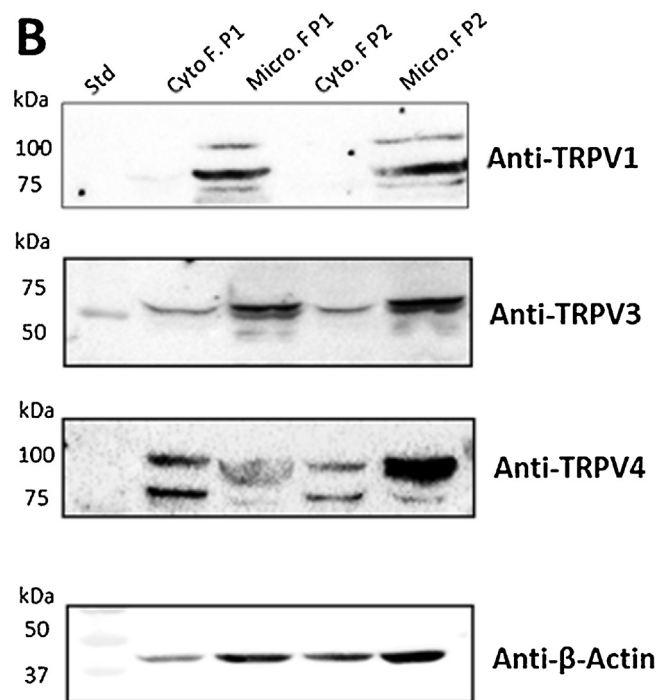 B
Std
Cyto F. P1
Micro. F P1
Cyto. F P2
Micro. F P2
kDa
100
75
Anti-TRPV1
kDa
75
50
Anti-TRPV3
kDa
100
75
Anti-TRPV4
kDa
50
37
Anti-β-Actin